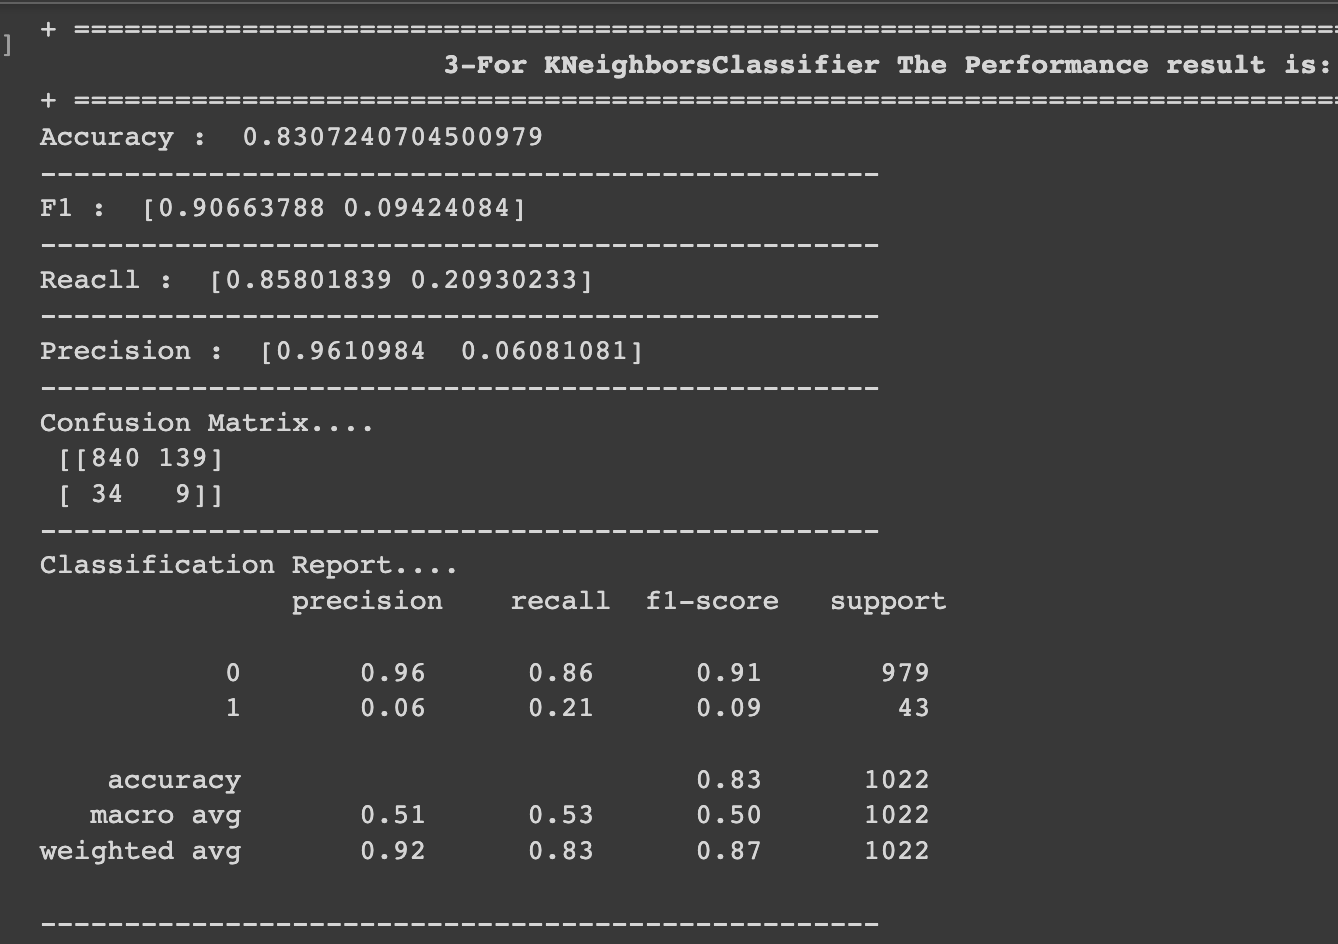 ]
+ ===========================================================================
3-For KNeighborsClassifier The Performance result is:
+ ===========================================================================
Accuracy :  0.8307240704500979
--------------------------------------------------
F1 :  [0.90663788 0.09424084]
--------------------------------------------------
Reacll :  [0.85801839 0.20930233]
--------------------------------------------------
Precision :  [0.9610984  0.06081081]
--------------------------------------------------
Confusion Matrix....
 [[840 139]
 [ 34   9]]
--------------------------------------------------
Classification Report....
               precision    recall  f1-score   support

           0       0.96      0.86      0.91       979
           1       0.06      0.21      0.09        43

    accuracy                           0.83      1022
   macro avg       0.51      0.53      0.50      1022
weighted avg       0.92      0.83      0.87      1022

--------------------------------------------------